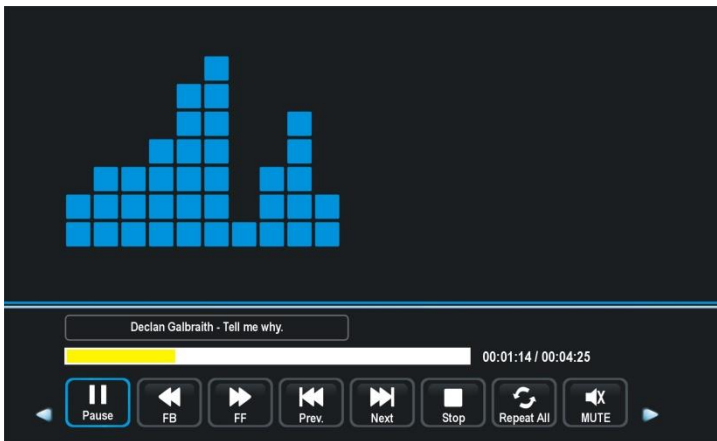 Declan Galbraith - Tell me why.
00:01:14 / 00:04:25
Pause FB FF Prev. Next Stop Repeat All MUTE